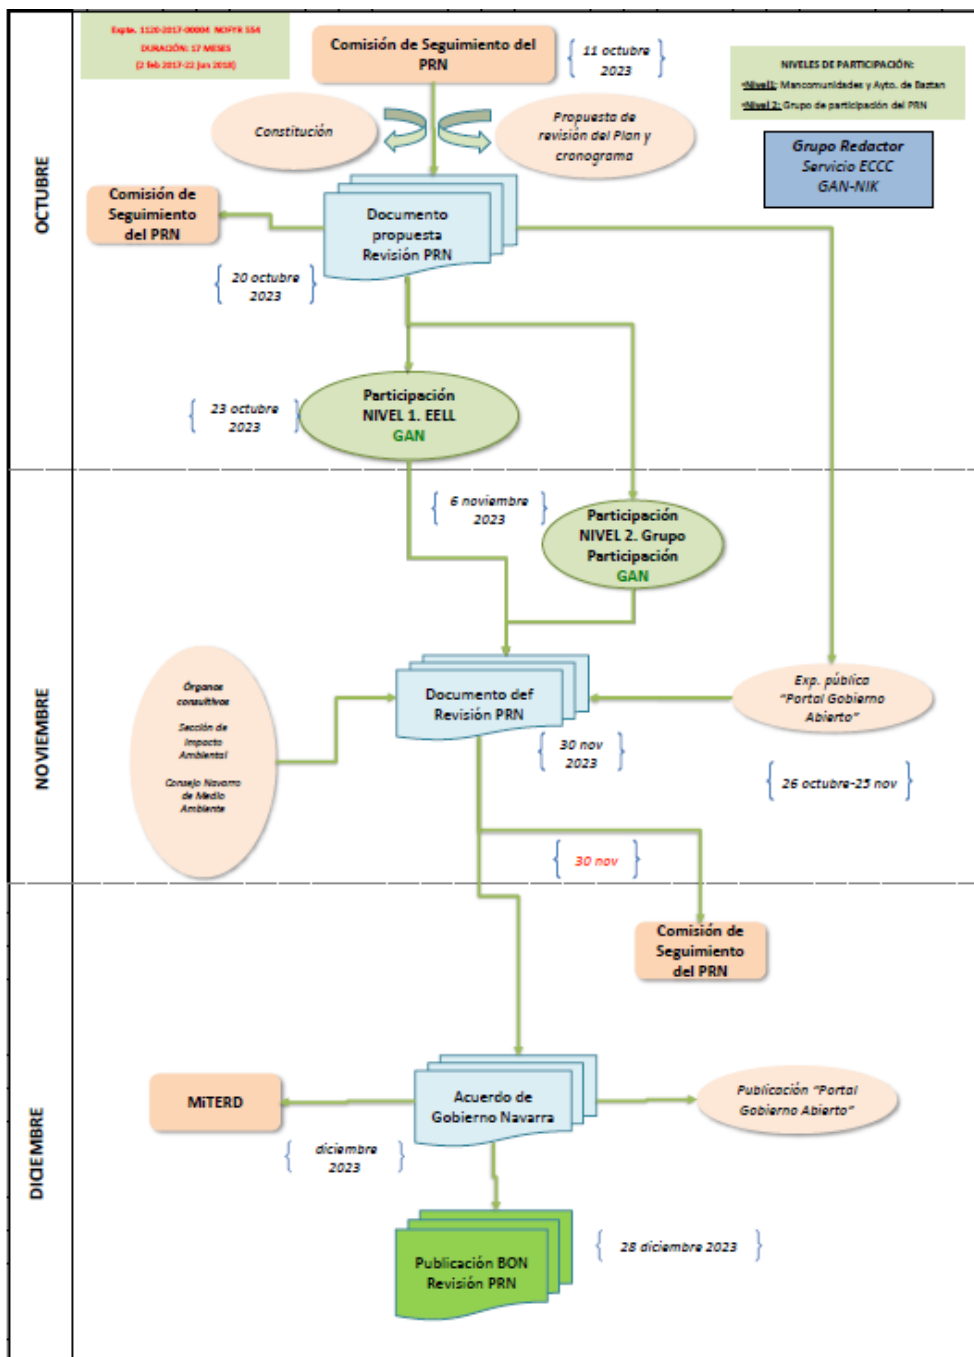 Expte. 1120-2017-00004 NOFYR 554
DURACIÓN: 17 MESES
(2 feb 2017-22 jun 2018)
Comisión de Seguimiento del
PRN
11 octubre
2023
NIVELES DE PARTICIPACIÓN:
•Nivel1: Mancomunidades y Ayto. de Baztan
•Nivel 2: Grupo de participación del PRN
Grupo Redactor
Servicio ECCC
GAN-NIK
OCTUBRE
Constitución
Propuesta de
revisión del Plan y
cronograma
Comisión de
Seguimiento
del PRN
Documento
propuesta
Revisión PRN
20 octubre
2023
23 octubre
2023
Participación
NIVEL 1. EELL
GAN
NOVIEMBRE
6 noviembre
2023
Participación
NIVEL 2. Grupo
Participación
GAN
Órganos
consultivos
Sección de
Impacto
Ambiental
Consejo Navarro
de Medio
Ambiente
Documento def
Revisión PRN
Exp. pública
"Portal Gobierno
Abierto"
30 nov
2023
26 octubre-25 nov
30 nov
Comisión de
Seguimiento
del PRN
DICIEMBRE
MiTERD
Acuerdo de
Gobierno Navarra
Publicación "Portal
Gobierno Abierto"
diciembre
2023
Publicación BON
Revisión PRN
28 diciembre 2023